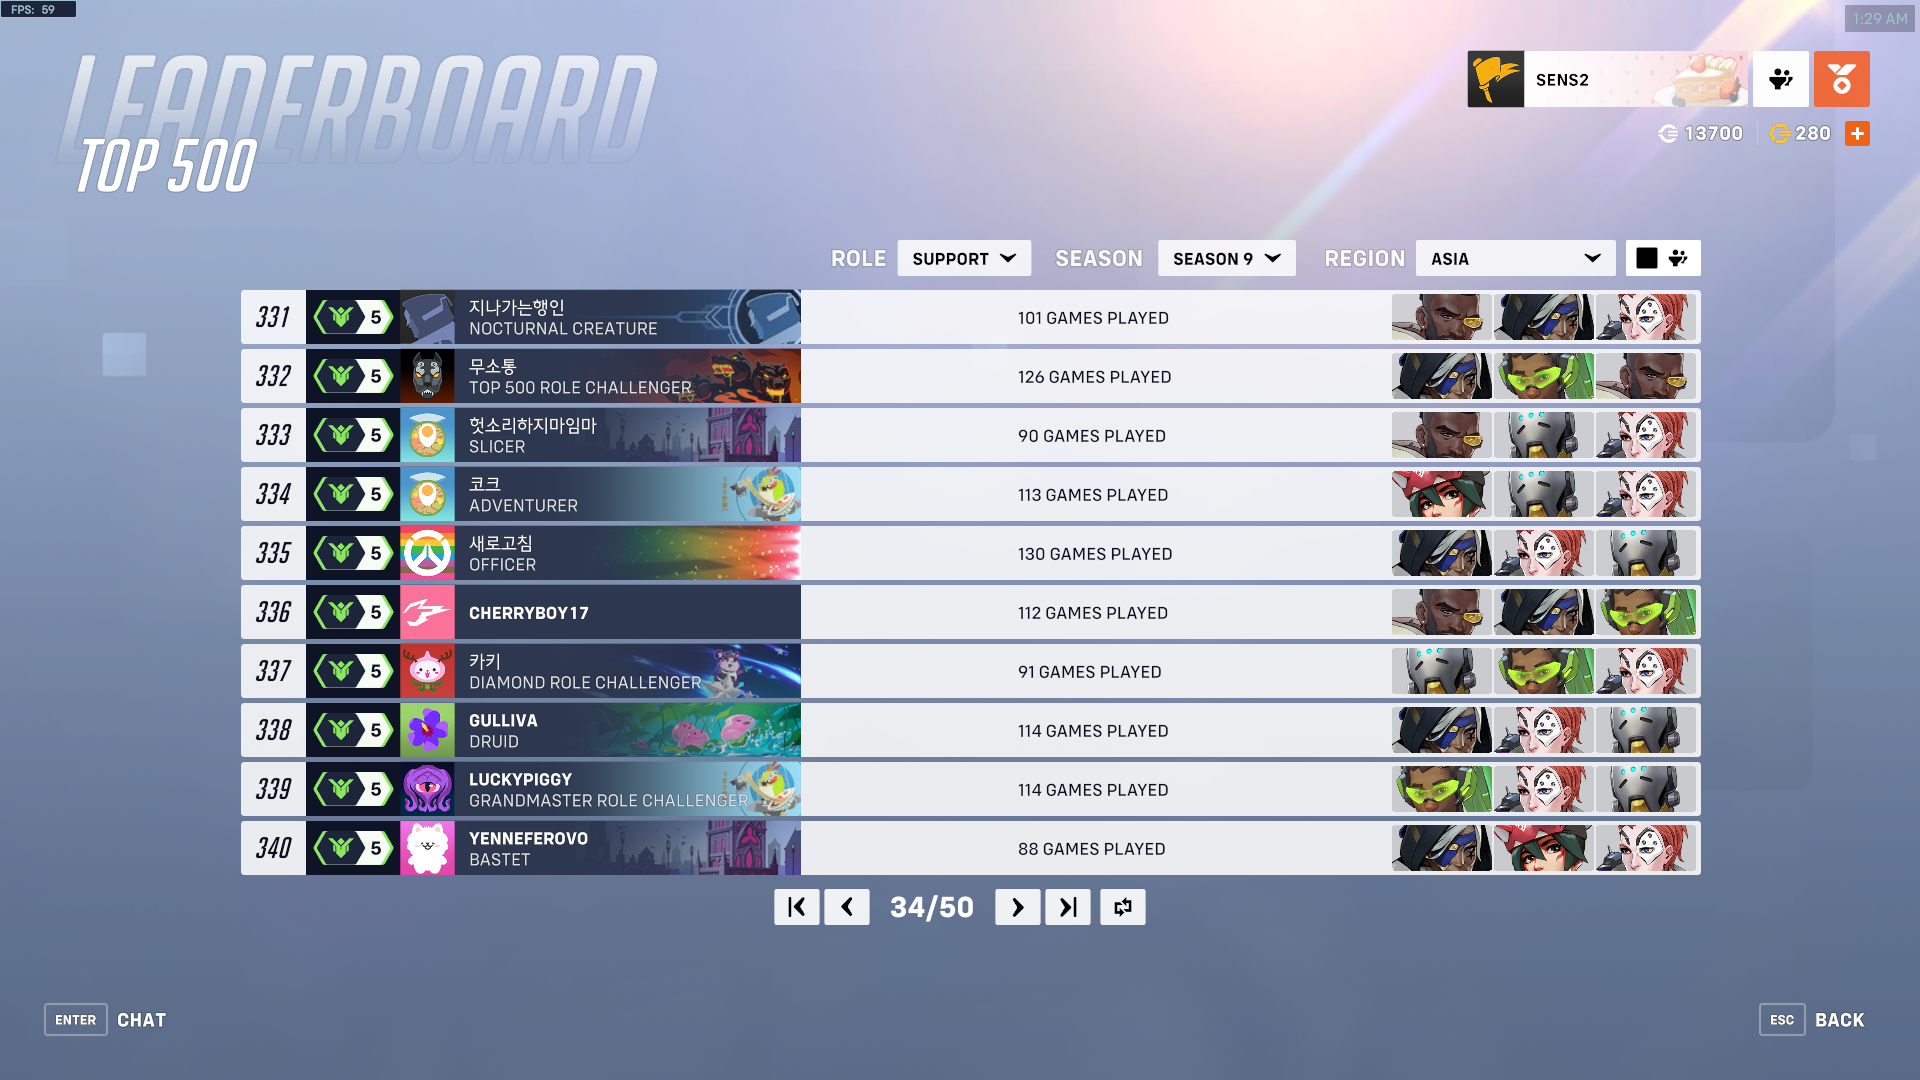 FPS: 59
1:29 AM
LEADERBOARD
TOP 500
SENS2
13700
280
ROLE SUPPORT SEASON SEASON 9 REGION ASIA
331 5 지나가는행인 101 GAMES PLAYED
NOCTURNAL CREATURE
332 5 무소통 126 GAMES PLAYED
TOP 500 ROLE CHALLENGER
333 5 헛소리하지마임마 90 GAMES PLAYED
SLICER
334 5 코크 113 GAMES PLAYED
ADVENTURER
335 5 새로고침 130 GAMES PLAYED
OFFICER
336 5 CHERRYBOY17 112 GAMES PLAYED
337 5 카키 91 GAMES PLAYED
DIAMOND ROLE CHALLENGER
338 5 GULLIVA 114 GAMES PLAYED
DRUID
339 5 LUCKYPIGGY 114 GAMES PLAYED
GRANDMASTER ROLE CHALLENGER
340 5 YENNEFEROVO 88 GAMES PLAYED
BASTET
34/50
ENTER CHAT
ESC BACK